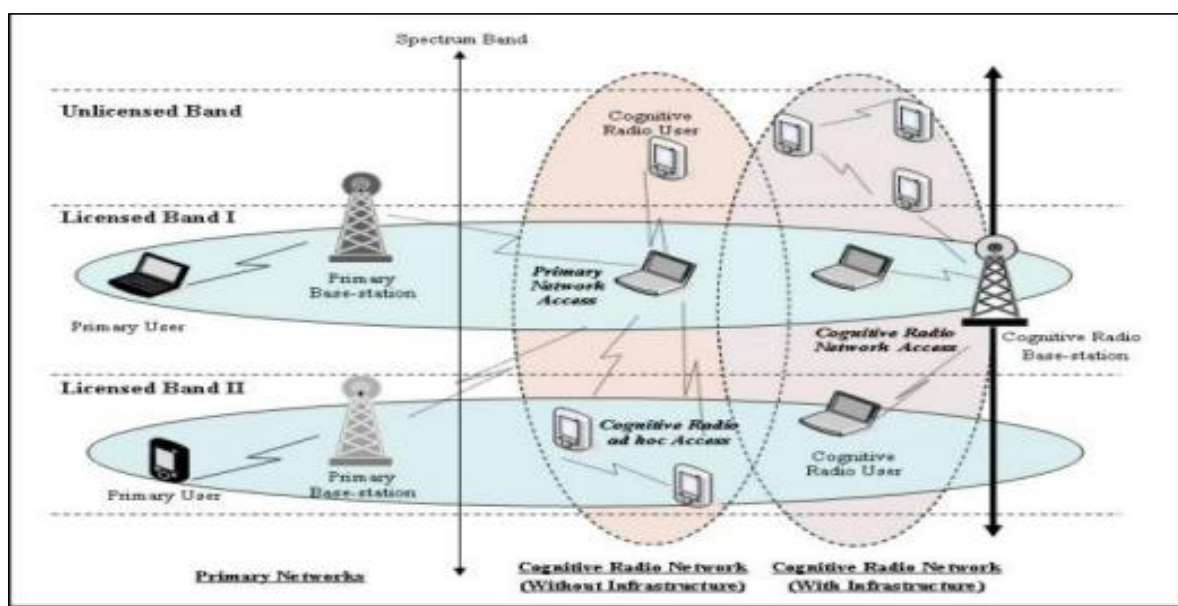 Spectrum Band
Unlicensed Band
Cognitive
Radio User
Licensed Band I
Primary
Base-station
Primary
Network
Access
Primary User
Cognitive Radio
Network Access
Cognitive Radio
Base-station
Licensed Band II
Cognitive Radio
ad hoc Access
Primary
Base-station
Cognitive
Radio User
Primary User
Primary Networks
Cognitive Radio Network
(Without Infrastructure)
Cognitive Radio Network
(With Infrastructure)